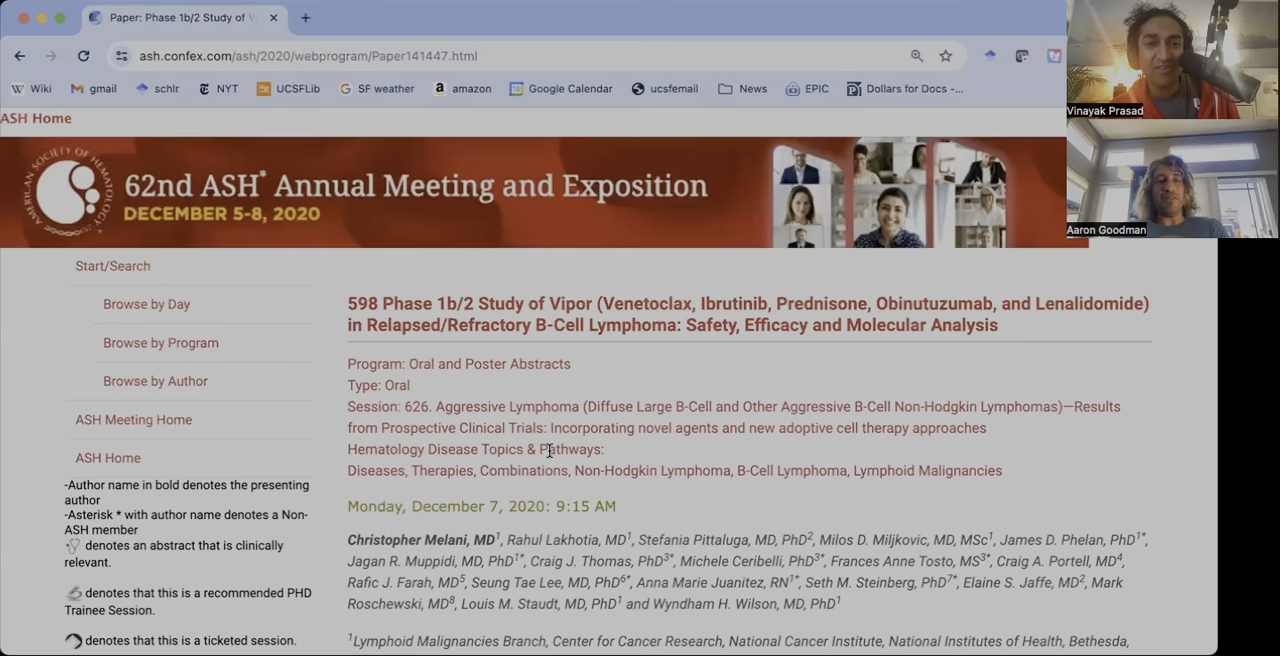 Paper: Phase 1b/2 Study of V
ash.confex.com/ash/2020/webprogram/Paper141447.html
Wiki gmail schlr NYT UCSFLib SF weather amazon Google Calendar ucsfemail News EPIC Dollars for Docs -...
Vinayak Prasad
Aaron Goodman
ASH Home
AMERICAN SOCIETY OF HEMATOLOGY
62nd ASH® Annual Meeting and Exposition
DECEMBER 5-8, 2020
Start/Search
Browse by Day
Browse by Program
Browse by Author
ASH Meeting Home
ASH Home
-Author name in bold denotes the presenting
author
-Asterisk * with author name denotes a Non-
ASH member
denotes an abstract that is clinically
relevant.
denotes that this is a recommended PHD
Trainee Session.
denotes that this is a ticketed session.
598 Phase 1b/2 Study of Vipor (Venetoclax, Ibrutinib, Prednisone, Obinutuzumab, and Lenalidomide)
in Relapsed/Refractory B-Cell Lymphoma: Safety, Efficacy and Molecular Analysis
Program: Oral and Poster Abstracts
Type: Oral
Session: 626. Aggressive Lymphoma (Diffuse Large B-Cell and Other Aggressive B-Cell Non-Hodgkin Lymphomas)—Results
from Prospective Clinical Trials: Incorporating novel agents and new adoptive cell therapy approaches
Hematology Disease Topics & Pathways:
Diseases, Therapies, Combinations, Non-Hodgkin Lymphoma, B-Cell Lymphoma, Lymphoid Malignancies
Monday, December 7, 2020: 9:15 AM
Christopher Melani, MD1, Rahul Lakhotia, MD1, Stefania Pittaluga, MD, PhD2, Milos D. Miljkovic, MD, MSc1, James D. Phelan, PhD1*,
Jagan R. Muppidi, MD, PhD1*, Craig J. Thomas, PhD3*, Michele Ceribelli, PhD3*, Frances Anne Tosto, MS3*, Craig A. Portell, MD4,
Rafic J. Farah, MD5, Seung Tae Lee, MD, PhD6*, Anna Marie Juanitez, RN1*, Seth M. Steinberg, PhD7*, Elaine S. Jaffe, MD2, Mark
Roschewski, MD8, Louis M. Staudt, MD, PhD1 and Wyndham H. Wilson, MD, PhD1
1Lymphoid Malignancies Branch, Center for Cancer Research, National Cancer Institute, National Institutes of Health, Bethesda,